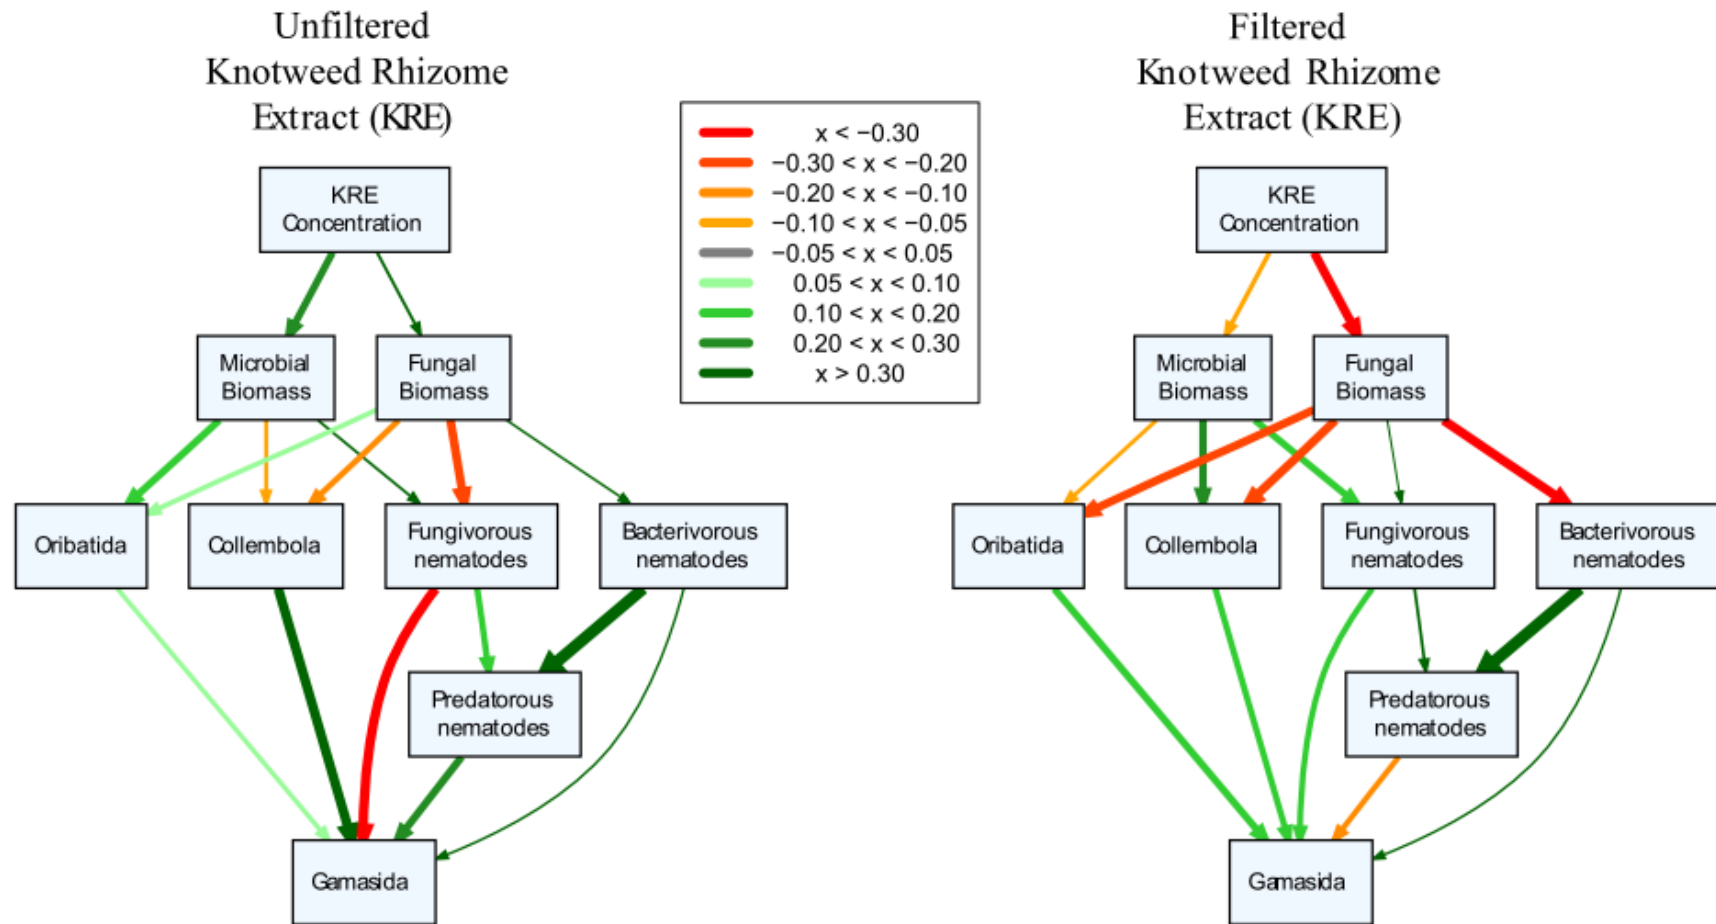 Unfiltered
Knotweed Rhizome
Extract (KRE)
KRE
Concentration
Microbial
Biomass
Fungal
Biomass
Oribatida
Collembola
Fungivorous
nematodes
Bacterivorous
nematodes
Predatorous
nematodes
Gamasida
x < −0.30
−0.30 < x < −0.20
−0.20 < x < −0.10
−0.10 < x < −0.05
−0.05 < x < 0.05
0.05 < x < 0.10
0.10 < x < 0.20
0.20 < x < 0.30
x > 0.30
Filtered
Knotweed Rhizome
Extract (KRE)
KRE
Concentration
Microbial
Biomass
Fungal
Biomass
Oribatida
Collembola
Fungivorous
nematodes
Bacterivorous
nematodes
Predatorous
nematodes
Gamasida